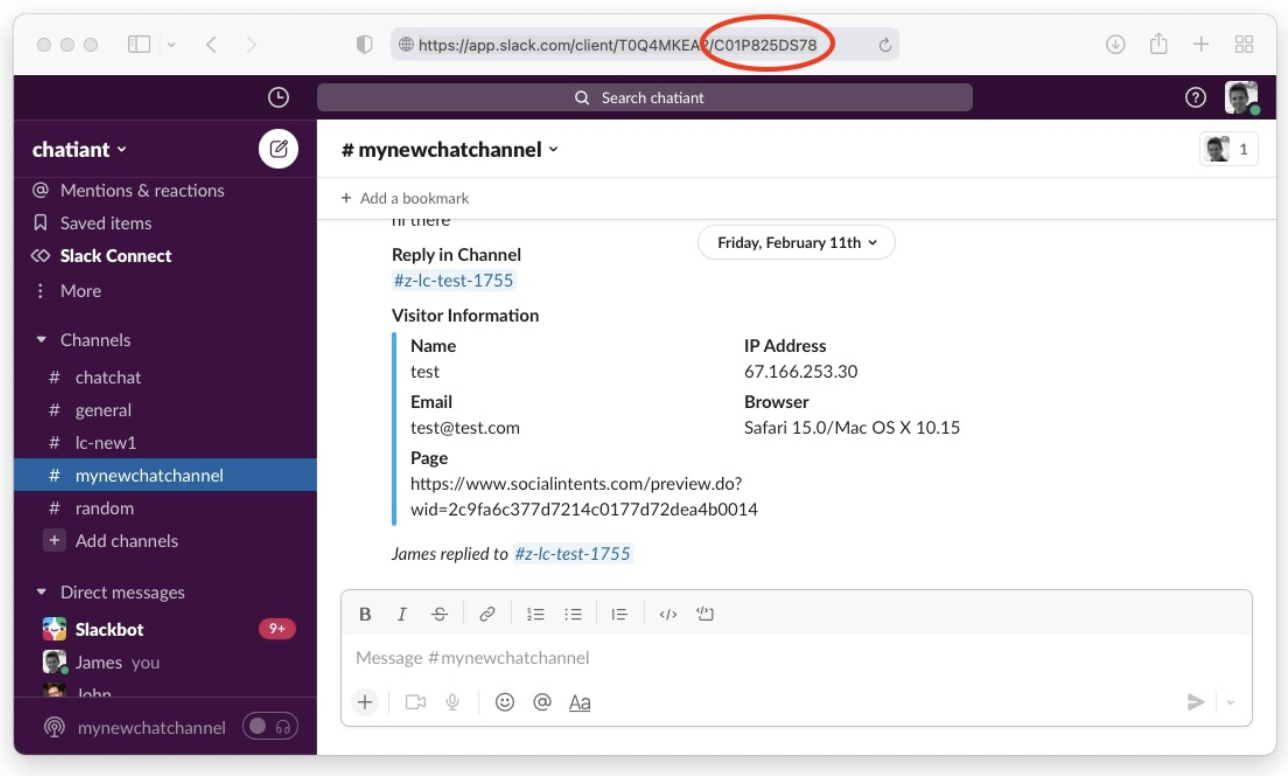 https://app.slack.com/client/T0Q4MKEA2/C01P825DS78
Search chatiant
chatiant
# mynewchatchannel
1
Mentions & reactions
Saved items
Slack Connect
More
Channels
# chatchat
# general
# lc-new1
# mynewchatchannel
# random
+ Add channels
Direct messages
Slackbot 9+
James you
John
mynewchatchannel
+ Add a bookmark
hi there
Friday, February 11th
Reply in Channel
#z-lc-test-1755
Visitor Information
Name
test
IP Address
67.166.253.30
Email
test@test.com
Browser
Safari 15.0/Mac OS X 10.15
Page
https://www.socialintents.com/preview.do?
wid=2c9fa6c377d7214c0177d72dea4b0014
James replied to #z-lc-test-1755
B I S
Message #mynewchatchannel
+ @ Aa